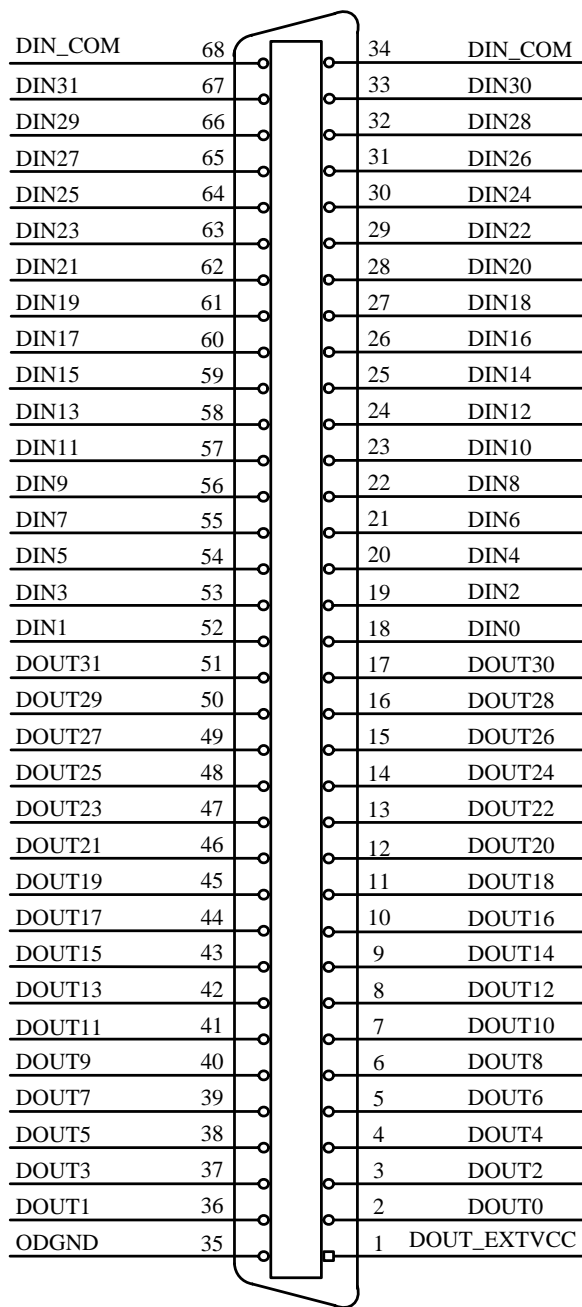 DIN_COM 68 34 DIN_COM
DIN31 67 33 DIN30
DIN29 66 32 DIN28
DIN27 65 31 DIN26
DIN25 64 30 DIN24
DIN23 63 29 DIN22
DIN21 62 28 DIN20
DIN19 61 27 DIN18
DIN17 60 26 DIN16
DIN15 59 25 DIN14
DIN13 58 24 DIN12
DIN11 57 23 DIN10
DIN9 56 22 DIN8
DIN7 55 21 DIN6
DIN5 54 20 DIN4
DIN3 53 19 DIN2
DIN1 52 18 DIN0
DOUT31 51 17 DOUT30
DOUT29 50 16 DOUT28
DOUT27 49 15 DOUT26
DOUT25 48 14 DOUT24
DOUT23 47 13 DOUT22
DOUT21 46 12 DOUT20
DOUT19 45 11 DOUT18
DOUT17 44 10 DOUT16
DOUT15 43 9 DOUT14
DOUT13 42 8 DOUT12
DOUT11 41 7 DOUT10
DOUT9 40 6 DOUT8
DOUT7 39 5 DOUT6
DOUT5 38 4 DOUT4
DOUT3 37 3 DOUT2
DOUT1 36 2 DOUT0
ODGND 35 1 DOUT_EXTVCC